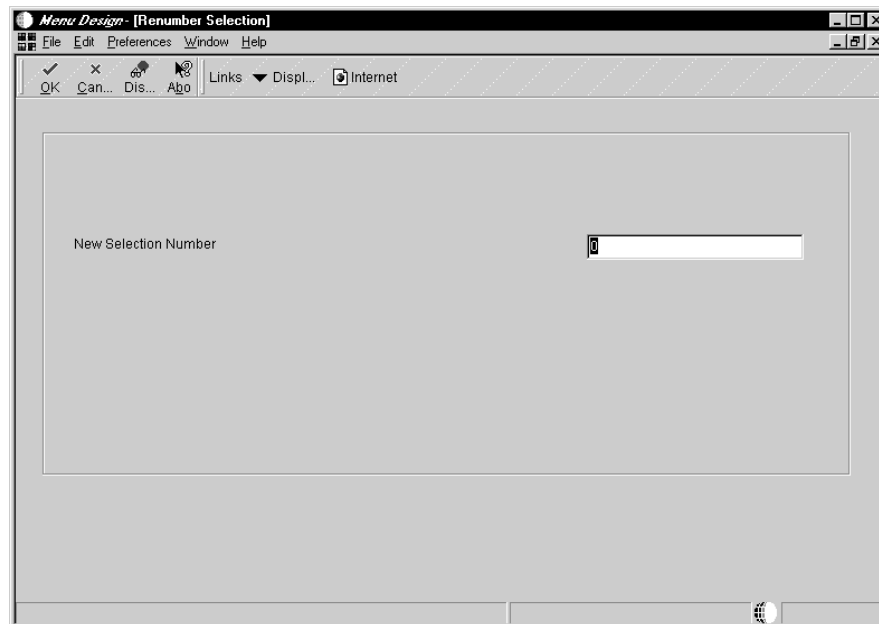 Menu Design - [Renumber Selection]
File Edit Preferences Window Help
OK Can... Dis... Abo Links Displ... Internet
New Selection Number 0